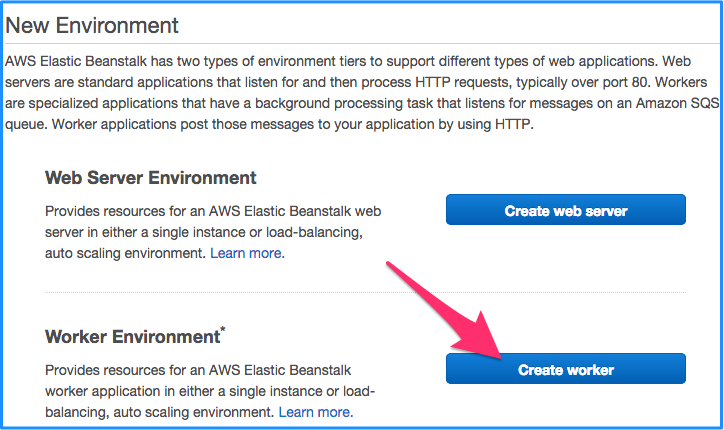 New Environment
AWS Elastic Beanstalk has two types of environment tiers to support different types of web applications. Web
servers are standard applications that listen for and then process HTTP requests, typically over port 80. Workers
are specialized applications that have a background processing task that listens for messages on an Amazon SQS
queue. Worker applications post those messages to your application by using HTTP.
Web Server Environment
Provides resources for an AWS Elastic Beanstalk web
server in either a single instance or load-balancing,
auto scaling environment. Learn more.
Create web server
Worker Environment*
Provides resources for an AWS Elastic Beanstalk
worker application in either a single instance or load-
balancing, auto scaling environment. Learn more.
Create worker